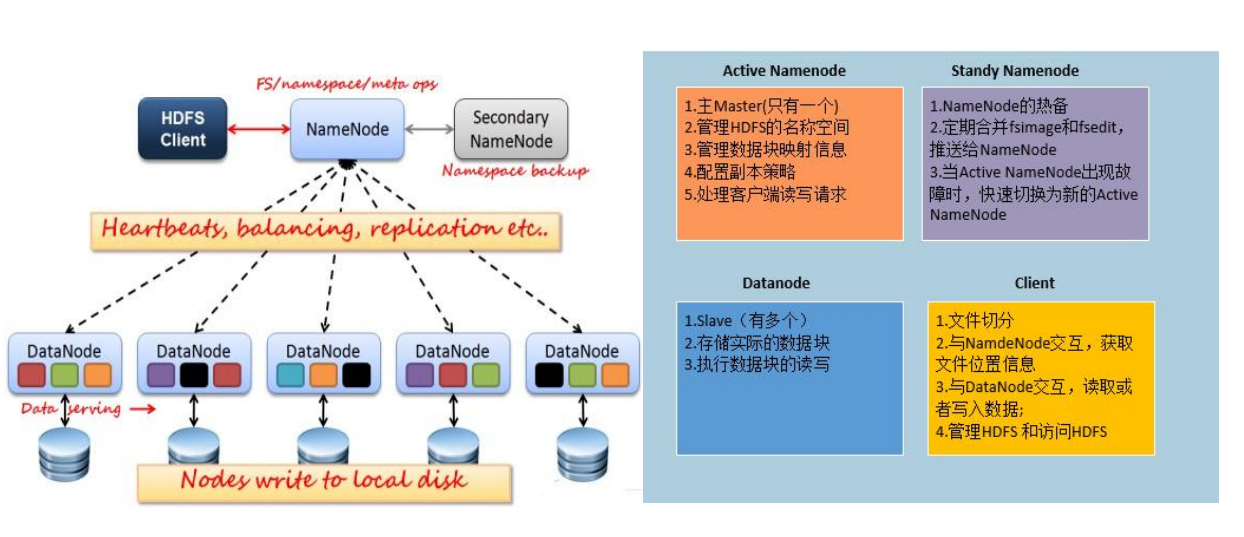 FS/namespace/meta ops
HDFS
Client
NameNode
Secondary
NameNode
Namespace backup
Heartbeats, balancing, replication etc..
DataNode
DataNode
DataNode
DataNode
DataNode
Data serving
Nodes write to local disk
Active Namenode
1.主Master(只有一个)
2.管理HDFS的名称空间
3.管理数据块映射信息
4.配置副本策略
5.处理客户端读写请求
Standy Namenode
1.NameNode的热备
2.定期合并fsimage和fsedit，
推送给NameNode
3.当Active NameNode出现故
障时，快速切换为新的Active
NameNode
Datanode
1.Slave（有多个）
2.存储实际的数据块
3.执行数据块的读写
Client
1.文件切分
2.与NamdeNode交互，获取
文件位置信息
3.与DataNode交互，读取或
者写入数据;
4.管理HDFS 和访问HDFS